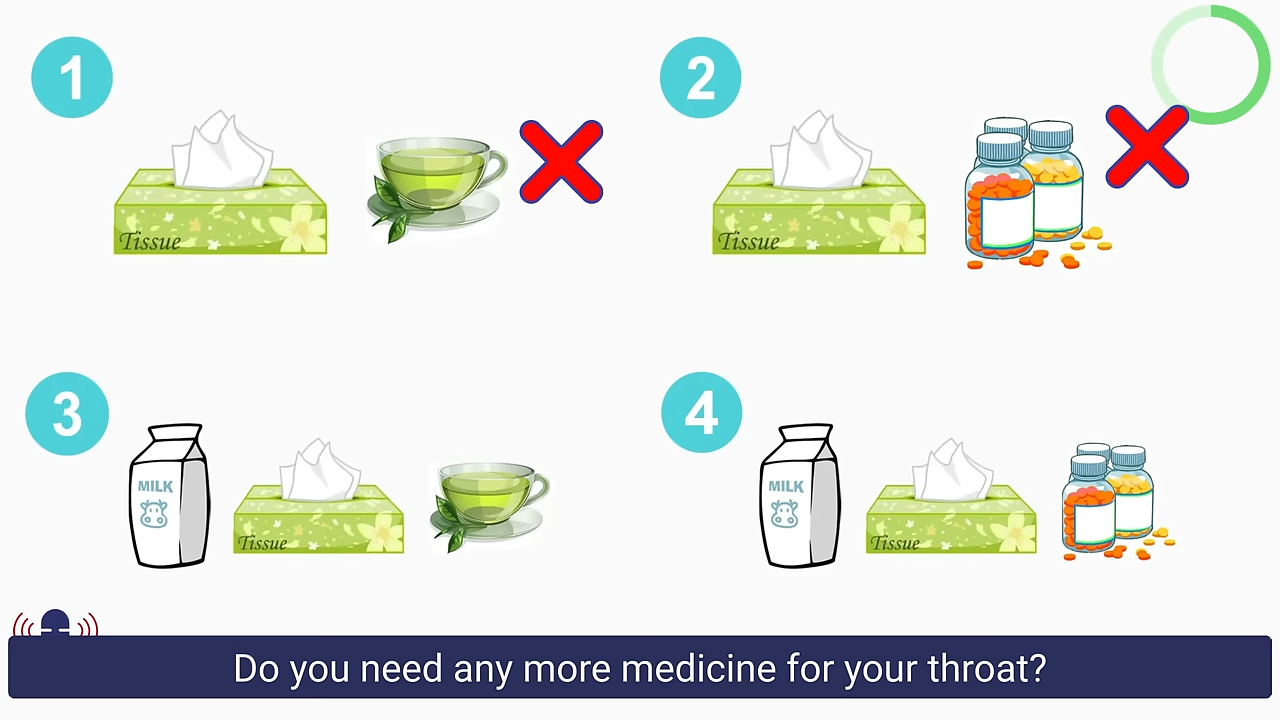 1
2
Tissue
Tissue
3
4
MILK
Tissue
MILK
Tissue
Do you need any more medicine for your throat?